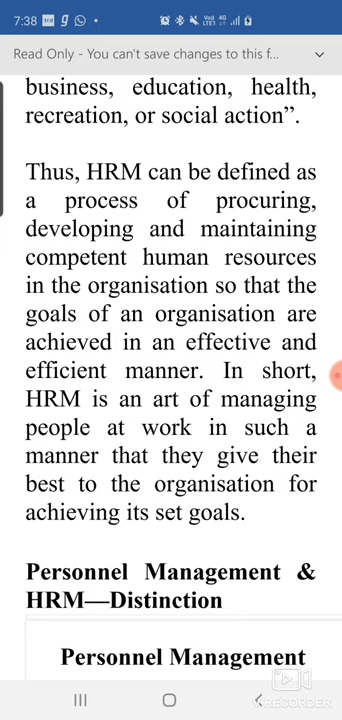 7:38
Read Only - You can't save changes to this f...
business, education, health,
recreation, or social action”.
Thus, HRM can be defined as
a process of procuring,
developing and maintaining
competent human resources
in the organisation so that the
goals of an organisation are
achieved in an effective and
efficient manner. In short,
HRM is an art of managing
people at work in such a
manner that they give their
best to the organisation for
achieving its set goals.
Personnel Management &
HRM—Distinction
Personnel Management
RECORDER